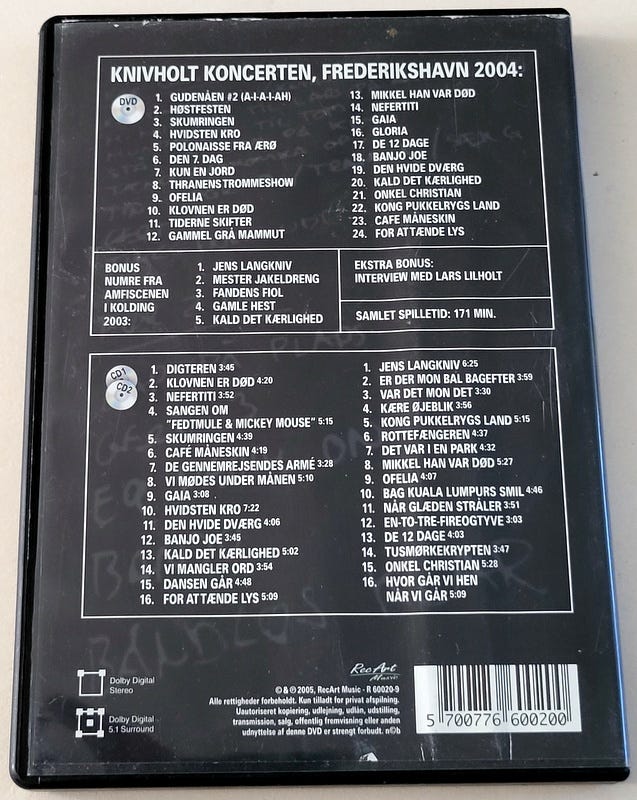 KNIVHOLT KONCERTEN, FREDERIKSHAVN 2004:
DVD
1. GUDENÅEN #2 (A-I-A-I-AH)
2. HØSTFESTEN
3. SKUMRINGEN
4. HVIDSTEN KRO
5. POLONAISSE FRA ÆRØ
6. DEN 7. DAG
7. KUN EN JORD
8. THRANENS TROMMESHOW
9. OFELIA
10. KLOVNEN ER DØD
11. TIDERNE SKIFTER
12. GAMMEL GRÅ MAMMUT
13. MIKKEL HAN VAR DØD
14. NEFERTITI
15. GAIA
16. GLORIA
17. DE 12 DAGE
18. BANJO JOE
19. DEN HVIDE DVÆRG
20. KALD DET KÆRLIGHED
21. ONKEL CHRISTIAN
22. KONG PUKKELRYGS LAND
23. CAFE MÅNESKIN
24. FOR AT TÆNDE LYS
BONUS
NUMRE FRA
AMFISCENEN
I KOLDING
2003:
1. JENS LANGKNIV
2. MESTER JAKELDRENG
3. FANDENS FIOL
4. GAMLE HEST
5. KALD DET KÆRLIGHED
EKSTRA BONUS:
INTERVIEW MED LARS LILHOLT
SAMLET SPILLETID: 171 MIN.
CD1
CD2
1. DIGTEREN 3:45
2. KLOVNEN ER DØD 4:20
3. NEFERTITI 3:52
4. SANGEN OM
"FEDTMULE & MICKEY MOUSE" 5:15
5. SKUMRINGEN 4:39
6. CAFÉ MÅNESKIN 4:19
7. DE GENNEMREJSENDES ARMÉ 3:28
8. VI MØDES UNDER MÅNEN 5:10
9. GAIA 3:08
10. HVIDSTEN KRO 7:22
11. DEN HVIDE DVÆRG 4:06
12. BANJO JOE 3:45
13. KALD DET KÆRLIGHED 5:02
14. VI MANGLER ORD 3:54
15. DANSEN GÅR 4:48
16. FOR AT TÆNDE LYS 5:09
1. JENS LANGKNIV 6:25
2. ER DER MON BAL BAGEFTER 3:59
3. VAR DET MON DET 3:30
4. KÆRE ØJEBLIK 3:56
5. KONG PUKKELRYGS LAND 5:15
6. ROTTEFÆNGEREN 4:37
7. DET VAR I EN PARK 4:32
8. MIKKEL HAN VAR DØD 5:27
9. OFELIA 4:07
10. BAG KUALA LUMPURS SMIL 4:46
11. NÅR GLÆDEN STRÅLER 3:51
12. EN-TO-TRE-FIREOGTYVE 3:03
13. DE 12 DAGE 4:03
14. TUSMØRKEKRYPTEN 3:47
15. ONKEL CHRISTIAN 5:28
16. HVOR GÅR VI HEN
NÅR VI GÅR 5:09
Dolby Digital
Stereo
Dolby Digital
5.1 Surround
RecArt
Music
© & ℗ 2005, RecArt Music - R 60020-9
Alle rettigheder forbeholdt. Kun tilladt for privat afspilning.
Uautoriseret kopiering, udlejning, udlån, udstilling,
transmission, salg, offentlig fremvisning eller anden
udnyttelse af denne DVD er strengt forbudt. n©b
5 700776 600200